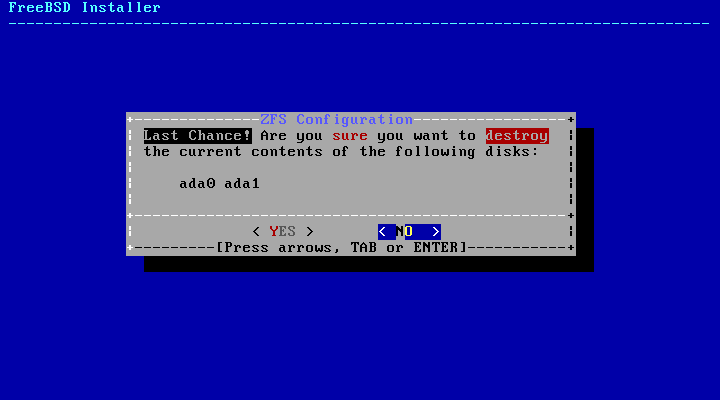 FreeBSD Installer
ZFS Configuration
Last Chance! Are you sure you want to destroy
the current contents of the following disks:
ada0 ada1
< YES > < NO >
[Press arrows, TAB or ENTER]